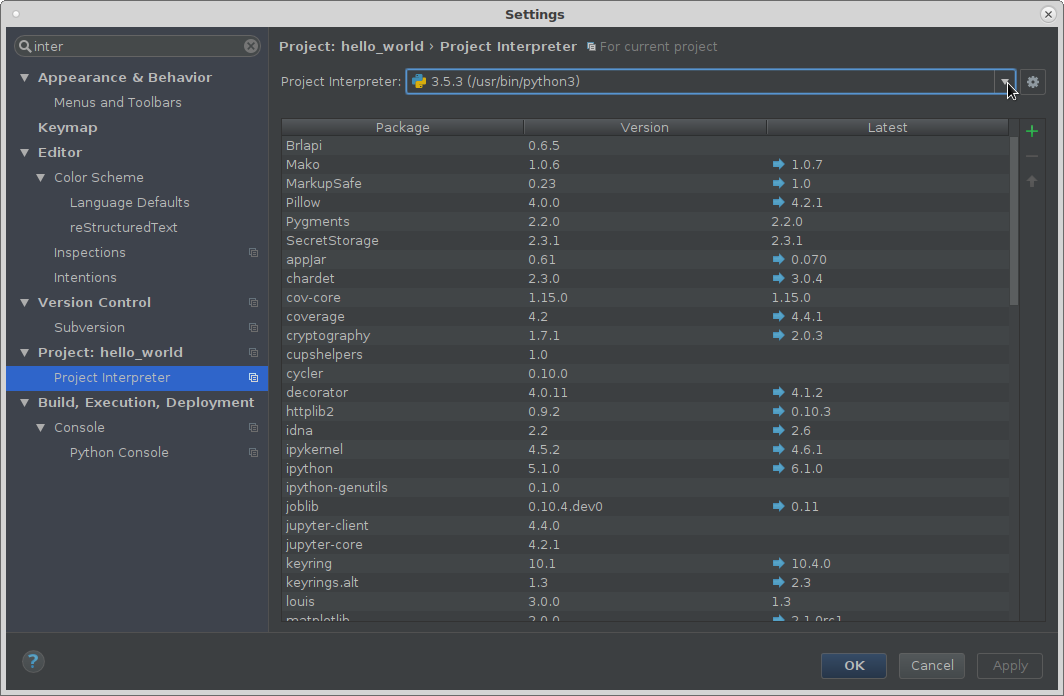 Settings
inter
Appearance & Behavior
Menus and Toolbars
Keymap
Editor
Color Scheme
Language Defaults
reStructuredText
Inspections
Intentions
Version Control
Subversion
Project: hello_world
Project Interpreter
Build, Execution, Deployment
Console
Python Console
Project: hello_world › Project Interpreter For current project
Project Interpreter: 3.5.3 (/usr/bin/python3)
Package Version Latest
Brlapi 0.6.5
Mako 1.0.6 1.0.7
MarkupSafe 0.23 1.0
Pillow 4.0.0 4.2.1
Pygments 2.2.0 2.2.0
SecretStorage 2.3.1 2.3.1
appJar 0.61 0.070
chardet 2.3.0 3.0.4
cov-core 1.15.0 1.15.0
coverage 4.2 4.4.1
cryptography 1.7.1 2.0.3
cupshelpers 1.0
cycler 0.10.0
decorator 4.0.11 4.1.2
httplib2 0.9.2 0.10.3
idna 2.2 2.6
ipykernel 4.5.2 4.6.1
ipython 5.1.0 6.1.0
ipython-genutils 0.1.0
joblib 0.10.4.dev0 0.11
jupyter-client 4.4.0
jupyter-core 4.2.1
keyring 10.1 10.4.0
keyrings.alt 1.3 2.3
louis 3.0.0 1.3
matplotlib 2.0.0 2.1.0rc1
?
OK Cancel Apply